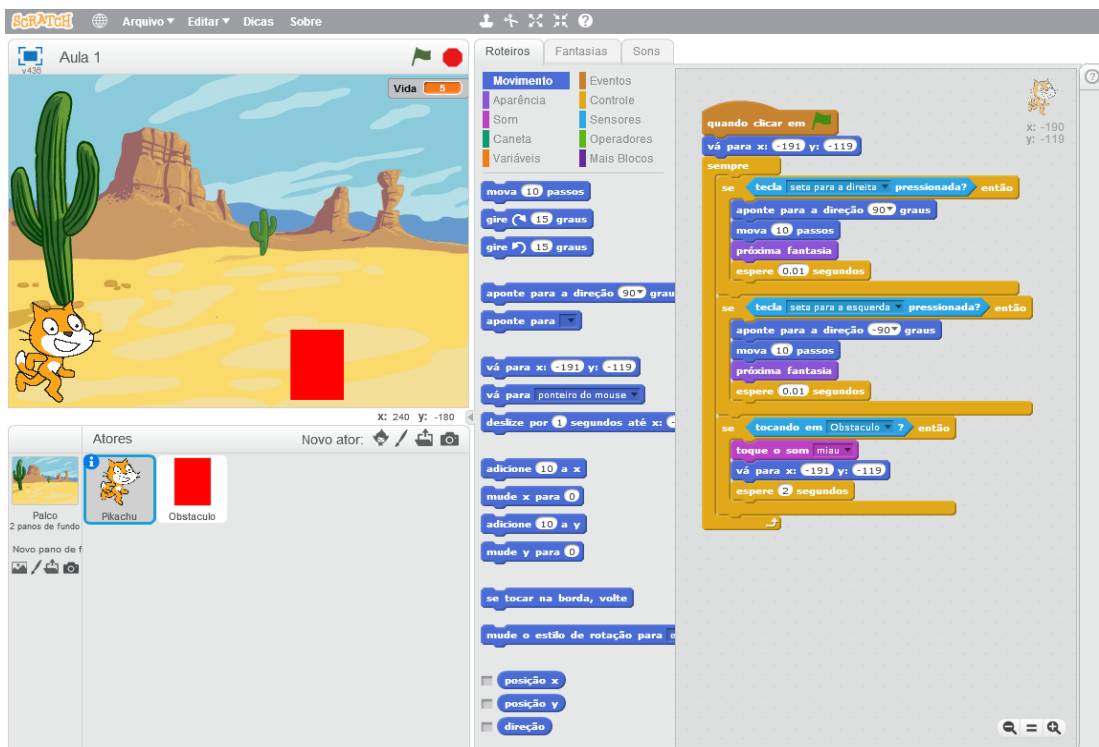 SCRATCH Arquivo Editar Dicas Sobre
Aula 1
v436
Vida 5
X: 240 y: -180
Atores
Novo ator:
Palco
2 panos de fundo
Pikachu
Obstaculo
Novo pano de f
Roteiros Fantasias Sons
Movimento Eventos
Aparência Controle
Som Sensores
Caneta Operadores
Variáveis Mais Blocos
mova 10 passos
gire 15 graus
gire 15 graus
aponte para a direção 90 grau
aponte para
vá para x: -191 y: -119
vá para ponteiro do mouse
deslize por 1 segundos até x:
adicione 10 a x
mude x para 0
adicione 10 a y
mude y para 0
se tocar na borda, volte
mude o estilo de rotação para e
posição x
posição y
direção
x: -190
y: -119
quando clicar em
vá para x: -191 y: -119
sempre
se tecla seta para a direita pressionada? então
aponte para a direção 90 graus
mova 10 passos
próxima fantasia
espere 0.01 segundos
se tecla seta para a esquerda pressionada? então
aponte para a direção -90 graus
mova 10 passos
próxima fantasia
espere 0.01 segundos
se tocando em Obstaculo ? então
toque o som miau
vá para x: -191 y: -119
espere 2 segundos